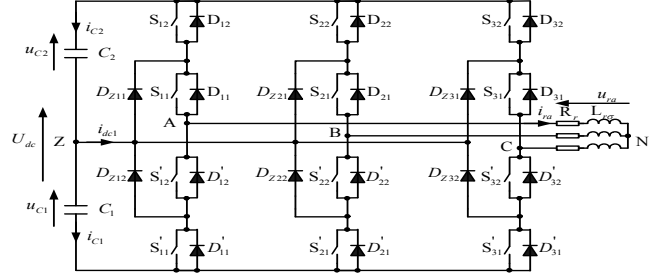 i_C2 S_12 D_12 S_22 D_22 S_32 D_32
u_C2 C_2
D_Z11 S_11 D_11 D_Z21 S_21 D_21 D_Z31 S_31 D_31 u_ra
A i_ra R_r L_rσ
U_dc Z i_dc1 B N
C
D_Z12 S'_12 D'_12 D_Z22 S'_22 D'_22 D_Z32 S'_32 D'_32
u_C1 C_1
i_C1 S'_11 D'_11 S'_21 D'_21 S'_31 D'_31